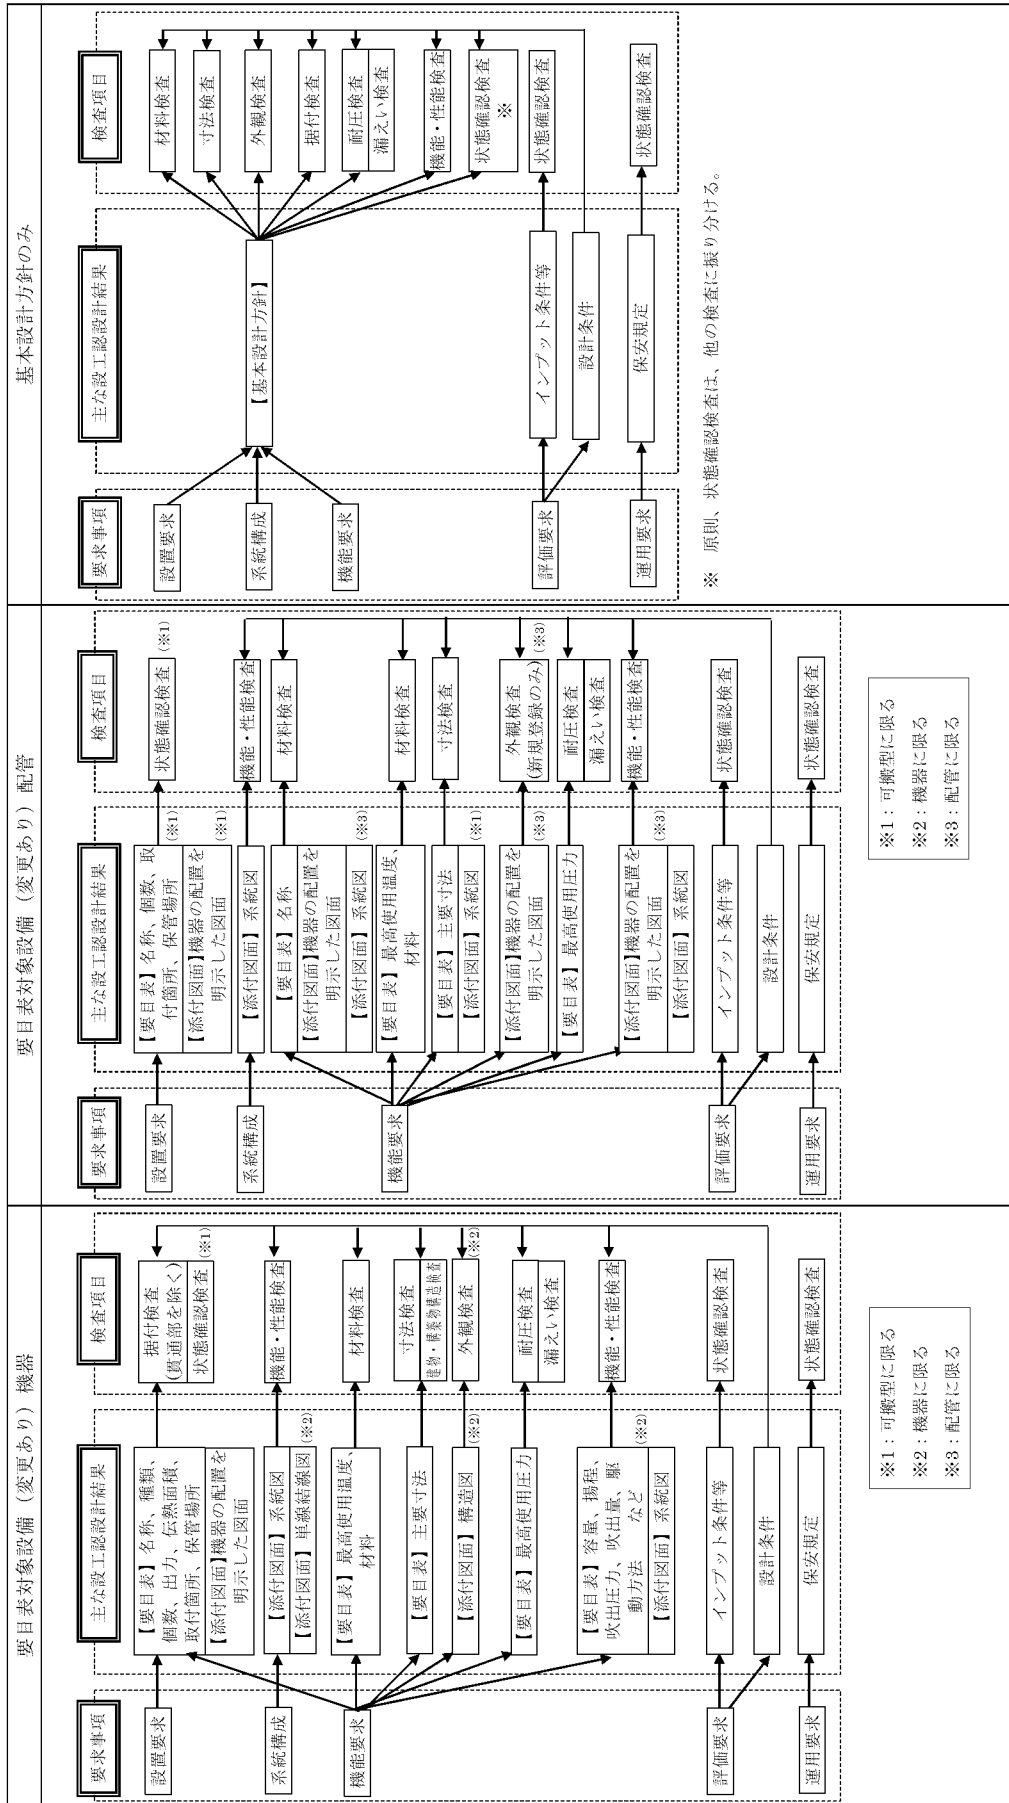 要目表対象設備（変更あり）機器
要求事項
主な設工認設計結果
検査項目
設置要求
系統構成
機能要求
評価要求
運用要求
【要目表】名称、種類、
個数、出力、伝熱面積、
取付箇所、保管場所
【添付図面】機器の配置を
明示した図面
【添付図面】系統図
【添付図面】単線結線図
(※2)
【要目表】最高使用温度、
材料
【要目表】主要寸法
【添付図面】構造図
(※2)
【要目表】最高使用圧力
【要目表】容量、揚程、
吹出圧力、吹出量、駆
動方法　など
【添付図面】系統図
(※2)
インプット条件等
設計条件
保安規定
据付検査
(貫通部を除く)
状態確認検査
(※1)
機能・性能検査
材料検査
寸法検査
建物・構築物構造検査
外観検査
(※2)
耐圧検査
漏えい検査
機能・性能検査
状態確認検査
状態確認検査
※1：可搬型に限る
※2：機器に限る
※3：配管に限る
要目表対象設備（変更あり）配管
要求事項
主な設工認設計結果
検査項目
設置要求
系統構成
機能要求
評価要求
運用要求
【要目表】名称、個数、取
付箇所、保管場所
(※1)
【添付図面】機器の配置を
明示した図面
(※1)
【添付図面】系統図
【要目表】名称
【添付図面】機器の配置を
明示した図面
【添付図面】系統図
(※3)
【要目表】最高使用温度、
材料
【要目表】主要寸法
【添付図面】系統図
(※1)
【添付図面】機器の配置を
明示した図面
(※3)
【要目表】最高使用圧力
【添付図面】機器の配置を
明示した図面
【添付図面】系統図
(※3)
インプット条件等
設計条件
保安規定
状態確認検査
(※1)
機能・性能検査
材料検査
材料検査
寸法検査
外観検査
(新規登録のみ)
(※3)
耐圧検査
漏えい検査
機能・性能検査
状態確認検査
状態確認検査
※1：可搬型に限る
※2：機器に限る
※3：配管に限る
基本設計方針のみ
要求事項
主な設工認設計結果
検査項目
設置要求
系統構成
機能要求
評価要求
運用要求
【基本設計方針】
インプット条件等
設計条件
保安規定
材料検査
寸法検査
外観検査
据付検査
耐圧検査
漏えい検査
機能・性能検査
状態確認検査
※
状態確認検査
状態確認検査
※　原則、状態確認検査は、他の検査に振り分ける。